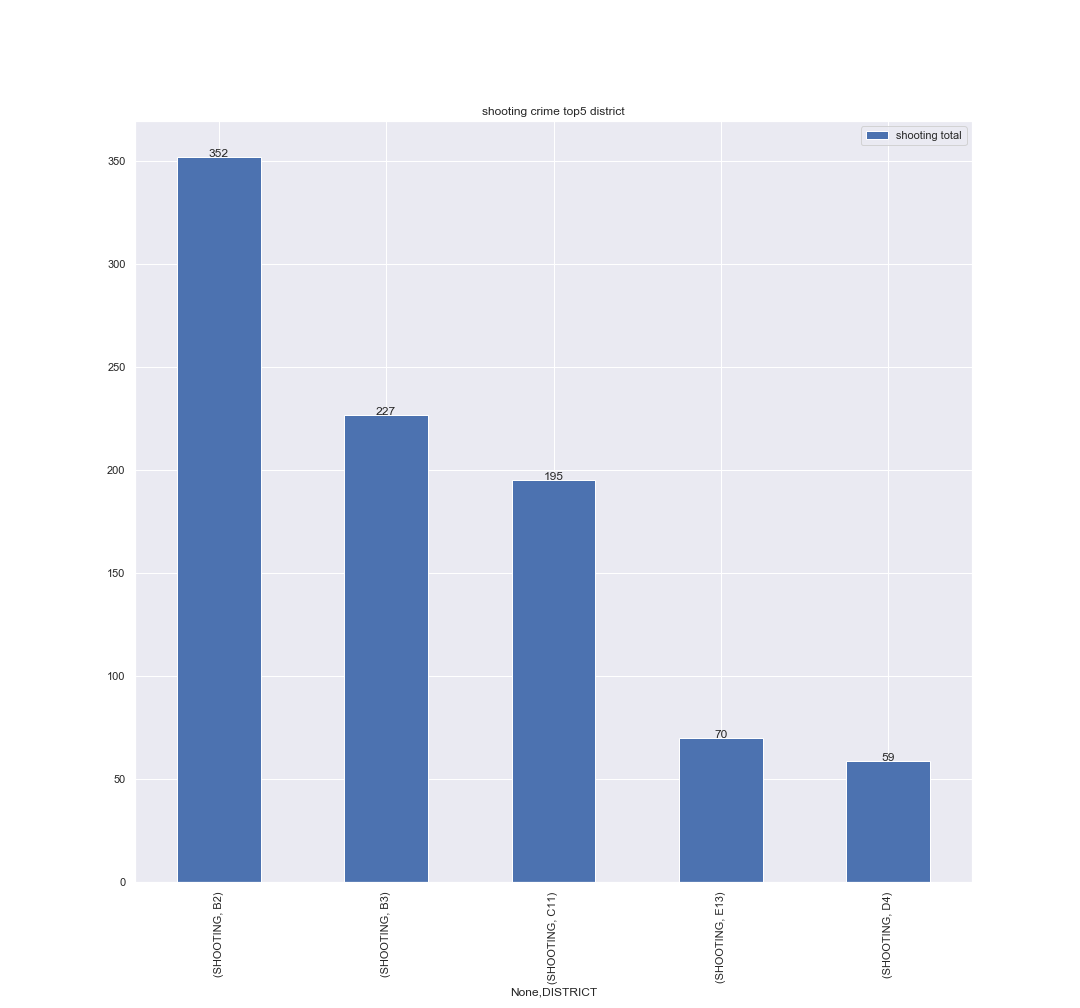 shooting crime top5 district
shooting total
350
300
250
200
150
100
50
0
352
227
195
70
59
(SHOOTING, B2)
(SHOOTING, B3)
(SHOOTING, C11)
(SHOOTING, E13)
(SHOOTING, D4)
None,DISTRICT